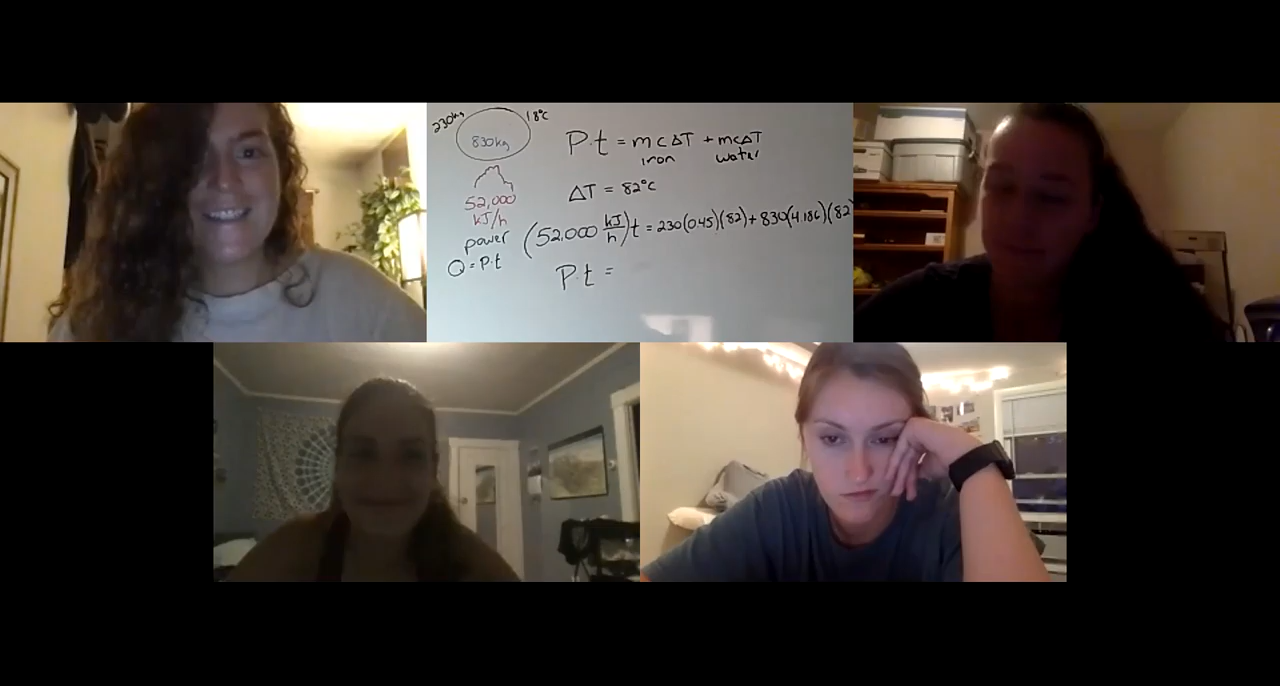 230kg
18°C
830kg
52,000
kJ/h
power
Q = P·t
P·t = mcΔT + mcΔT
iron water
ΔT = 82°C
(52,000 kJ/h)t = 230(0.45)(82) + 830(4.186)(82
P·t =